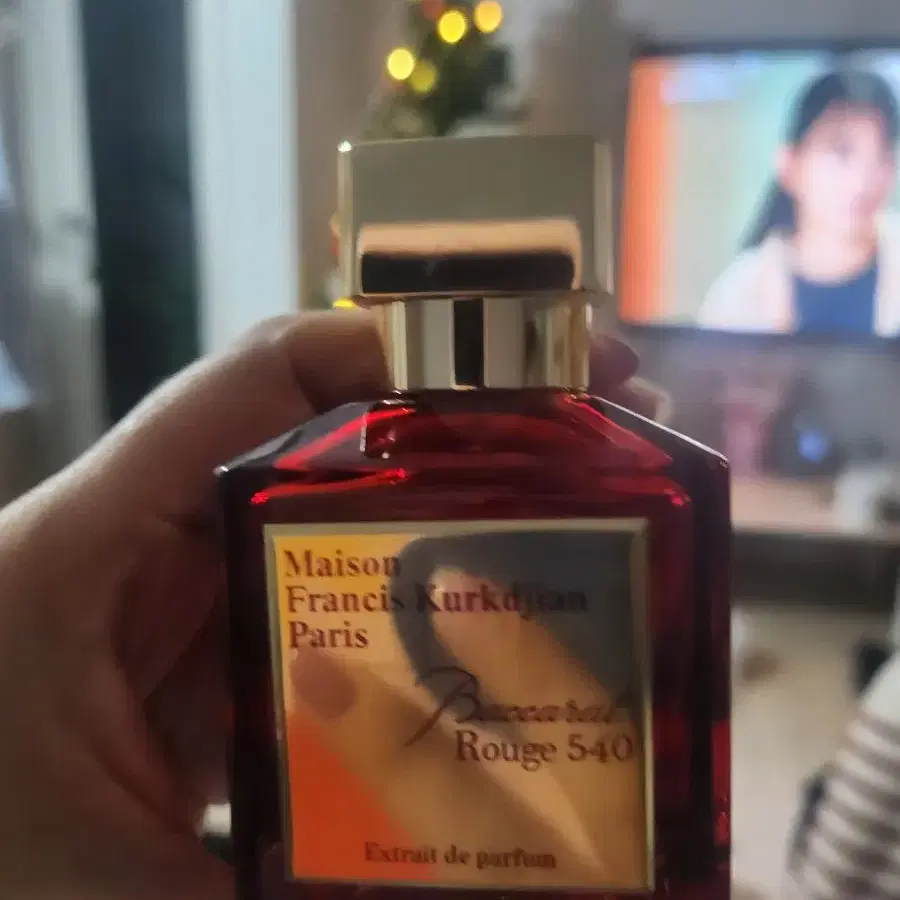 Maison
Francis Kurkdjian
Paris
Baccarat
Rouge 540
Extrait de parfum